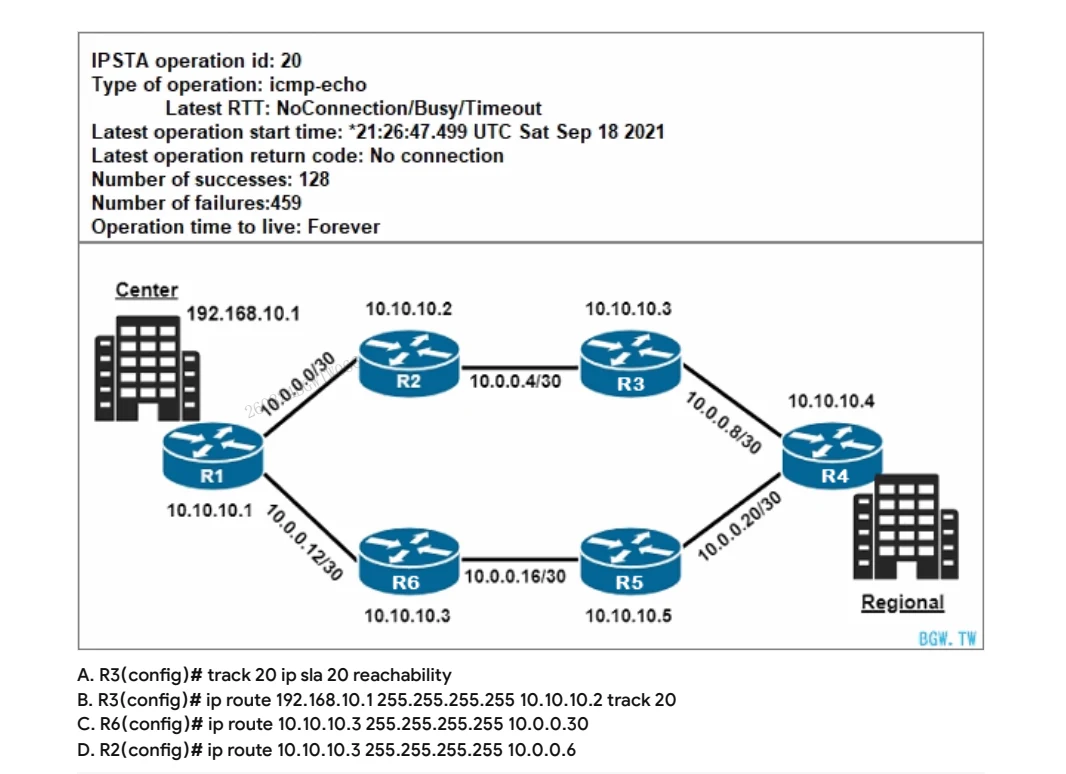 IPSTA operation id: 20
Type of operation: icmp-echo
Latest RTT: NoConnection/Busy/Timeout
Latest operation start time: *21:26:47.499 UTC Sat Sep 18 2021
Latest operation return code: No connection
Number of successes: 128
Number of failures:459
Operation time to live: Forever
Center
192.168.10.1
10.10.10.2
10.10.10.3
10.0.0.0/30
R2
10.0.0.4/30
R3
10.0.0.8/30
10.10.10.4
R1
R4
10.10.10.1
10.0.0.12/30
10.0.0.20/30
R6
10.0.0.16/30
R5
Regional
10.10.10.3
10.10.10.5
BGW.TW
A. R3(config)# track 20 ip sla 20 reachability
B. R3(config)# ip route 192.168.10.1 255.255.255.255 10.10.10.2 track 20
C. R6(config)# ip route 10.10.10.3 255.255.255.255 10.0.0.30
D. R2(config)# ip route 10.10.10.3 255.255.255.255 10.0.0.6